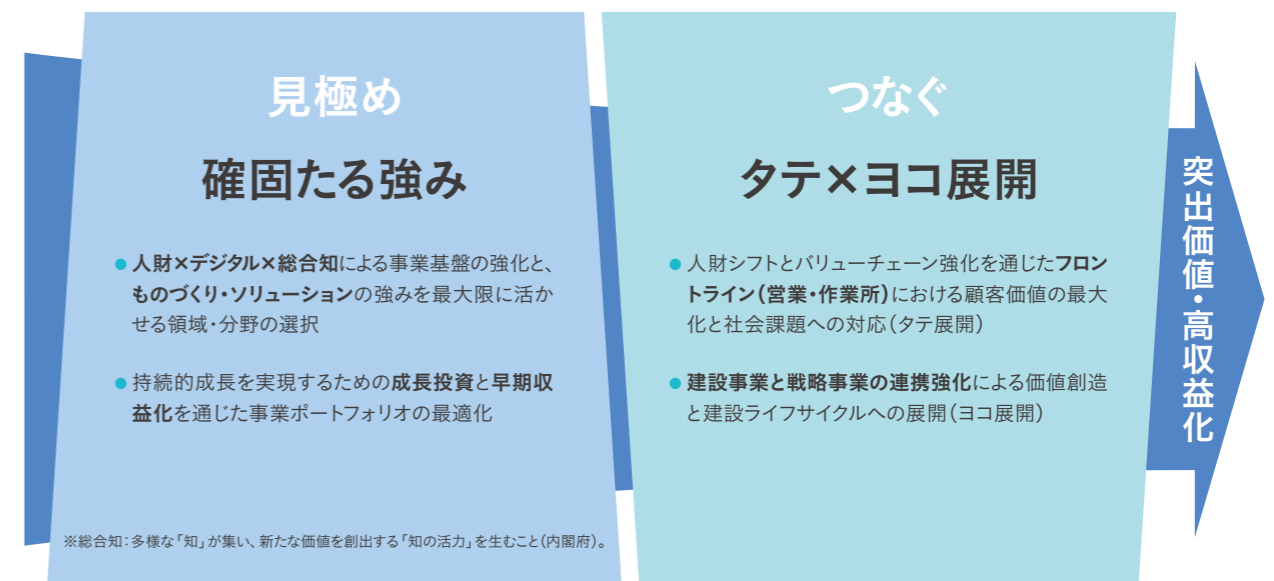 見極め
確固たる強み
●人財×デジタル×総合知による事業基盤の強化と、
ものづくり・ソリューションの強みを最大限に活か
せる領域・分野の選択
●持続的成長を実現するための成長投資と早期収
益化を通じた事業ポートフォリオの最適化
※総合知：多様な「知」が集い、新たな価値を創出する「知の活力」を生むこと（内閣府）。
つなぐ
タテ×ヨコ展開
●人財シフトとバリューチェーン強化を通じたフロン
トライン（営業・作業所）における顧客価値の最大
化と社会課題への対応（タテ展開）
●建設事業と戦略事業の連携強化による価値創造
と建設ライフサイクルへの展開（ヨコ展開）
突出価値・高収益化